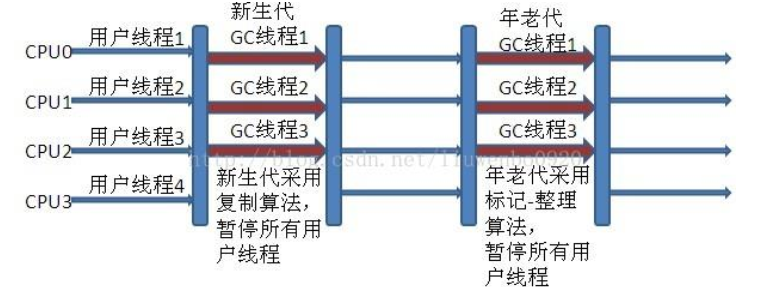 新生代
年老代
CPU0
用户线程1
GC线程1
GC线程1
CPU1
用户线程2
GC线程2
GC线程2
CPU2
用户线程3
GC线程3
GC线程3
http://blog.csdn.net/liuwenbo0920
CPU3
用户线程4
新生代采用
复制算法，
暂停所有用
户线程
年老代采用
标记-整理
算法，
暂停所有用
户线程